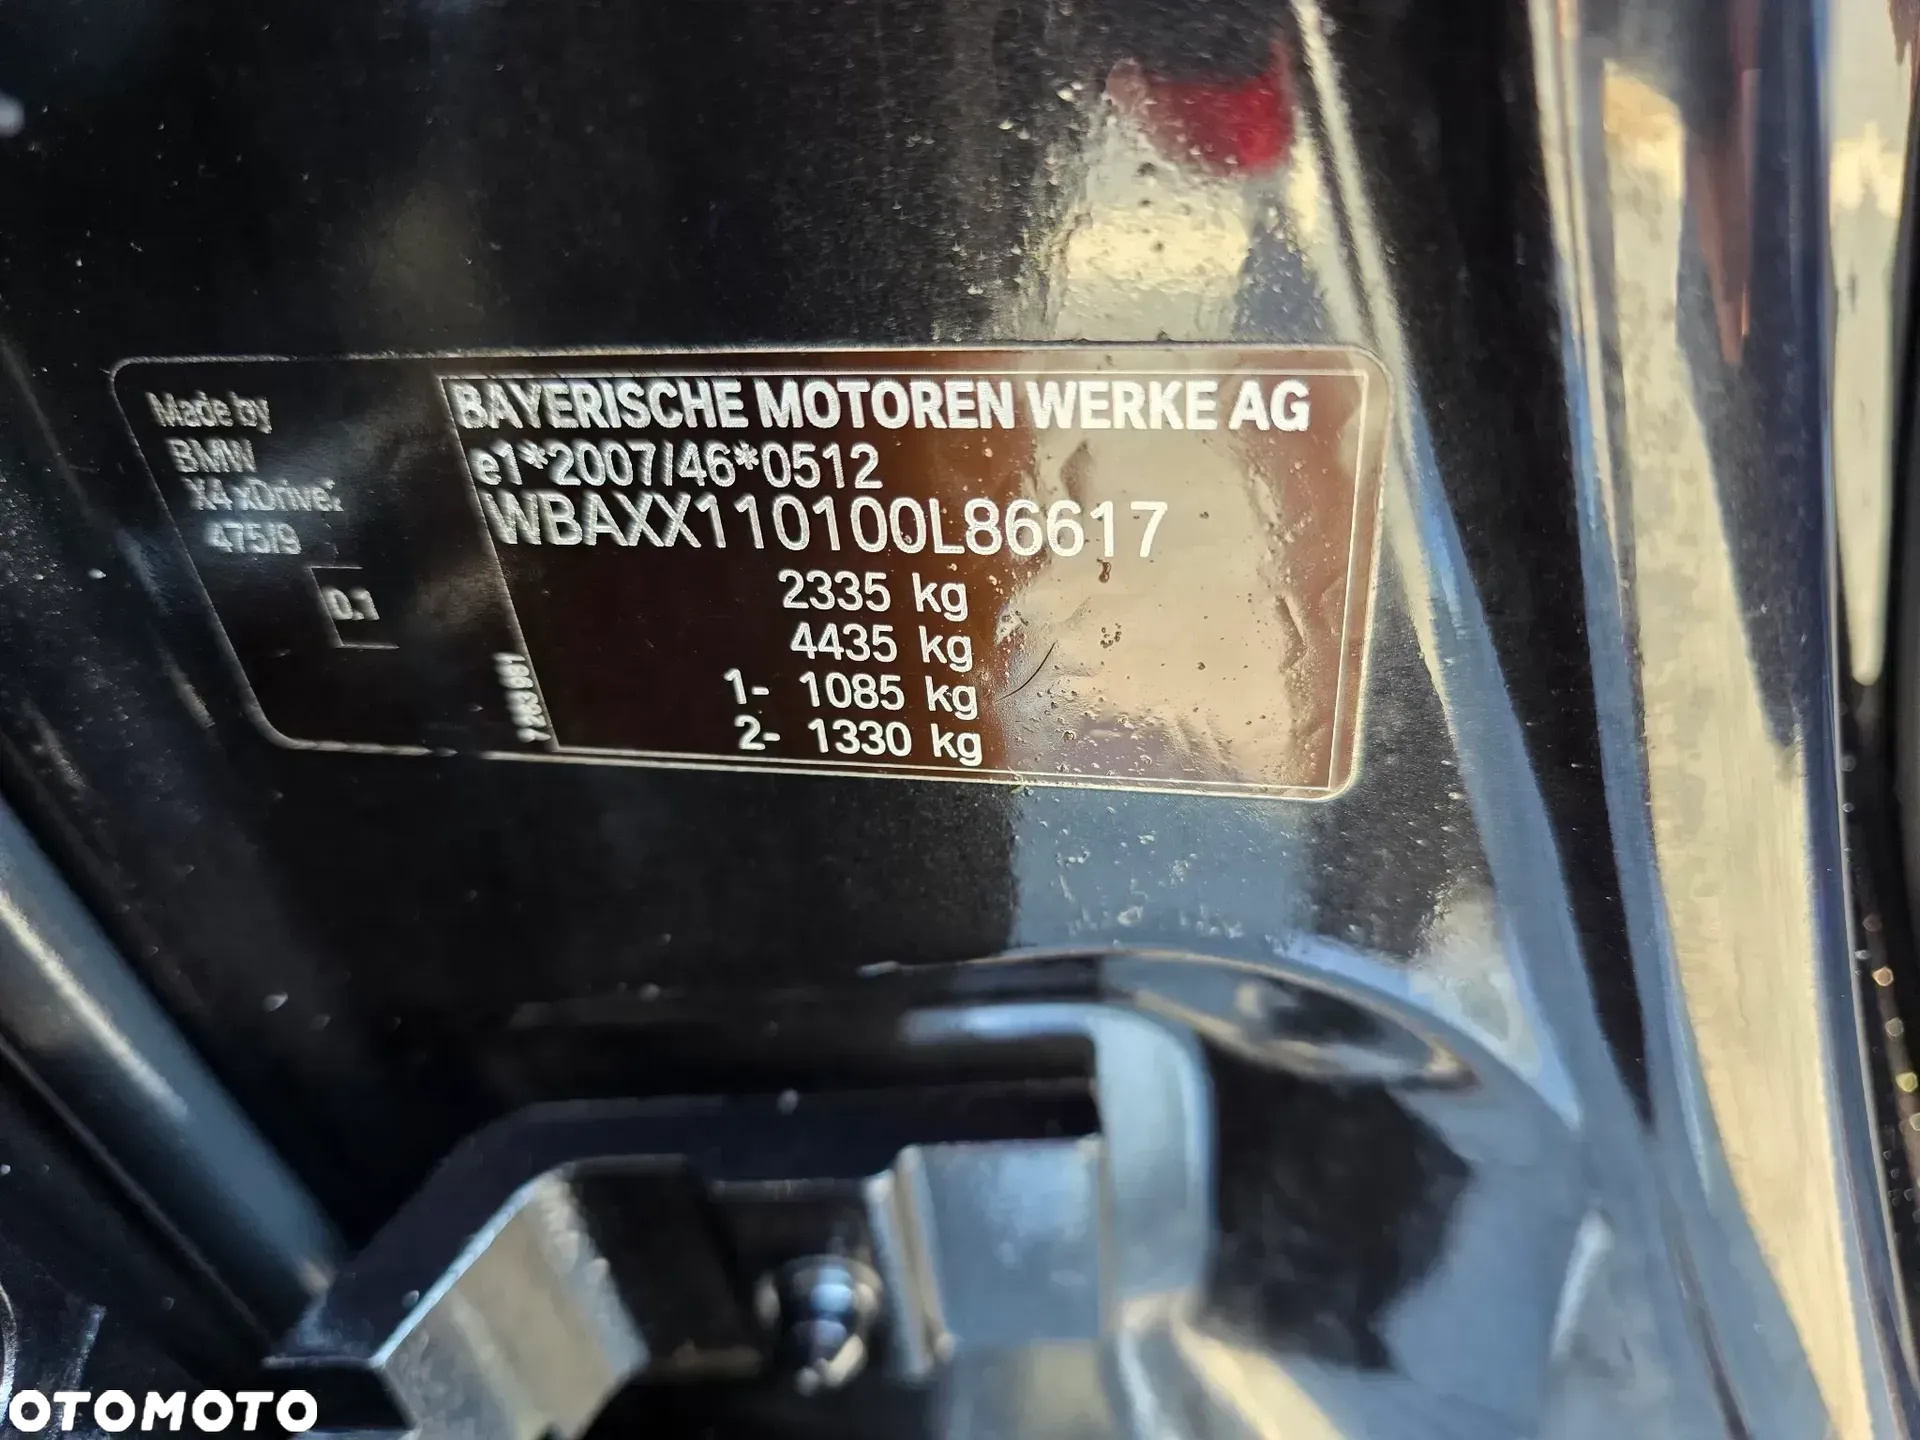 Made by
BMW
X4 xDrive
475/9
0.1
BAYERISCHE MOTOREN WERKE AG
e1*2007/46*0512
WBAXX110100L86617
2335 kg
4435 kg
1- 1085 kg
2- 1330 kg
OTOMOTO